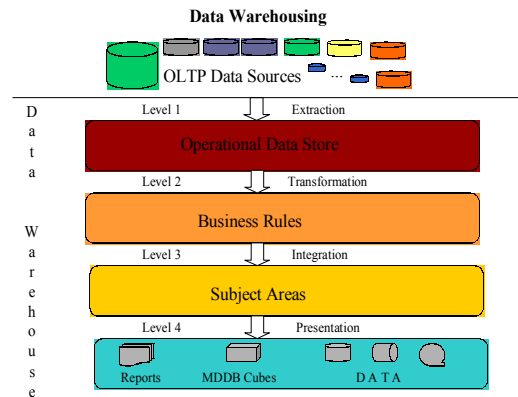 Data Warehousing
OLTP Data Sources
...
Level 1 Extraction
Operational Data Store
Level 2 Transformation
Business Rules
Level 3 Integration
Subject Areas
Level 4 Presentation
Reports MDDB Cubes D A T A
D a t a
W a r e h o u s e